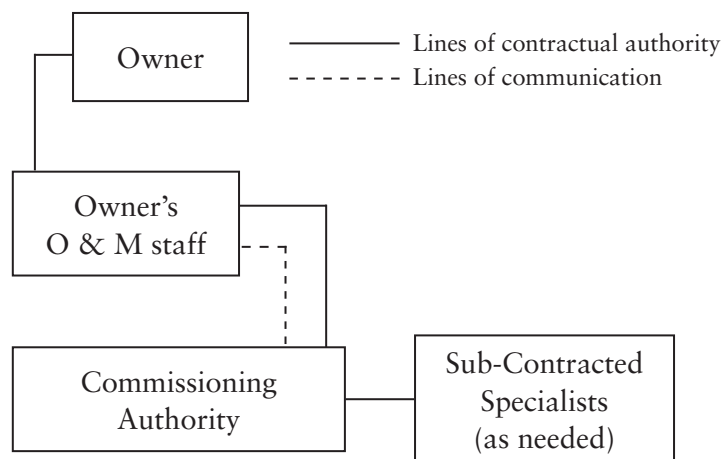 Owner
Lines of contractual authority
Lines of communication
Owner's
O & M staff
Commissioning
Authority
Sub-Contracted
Specialists
(as needed)